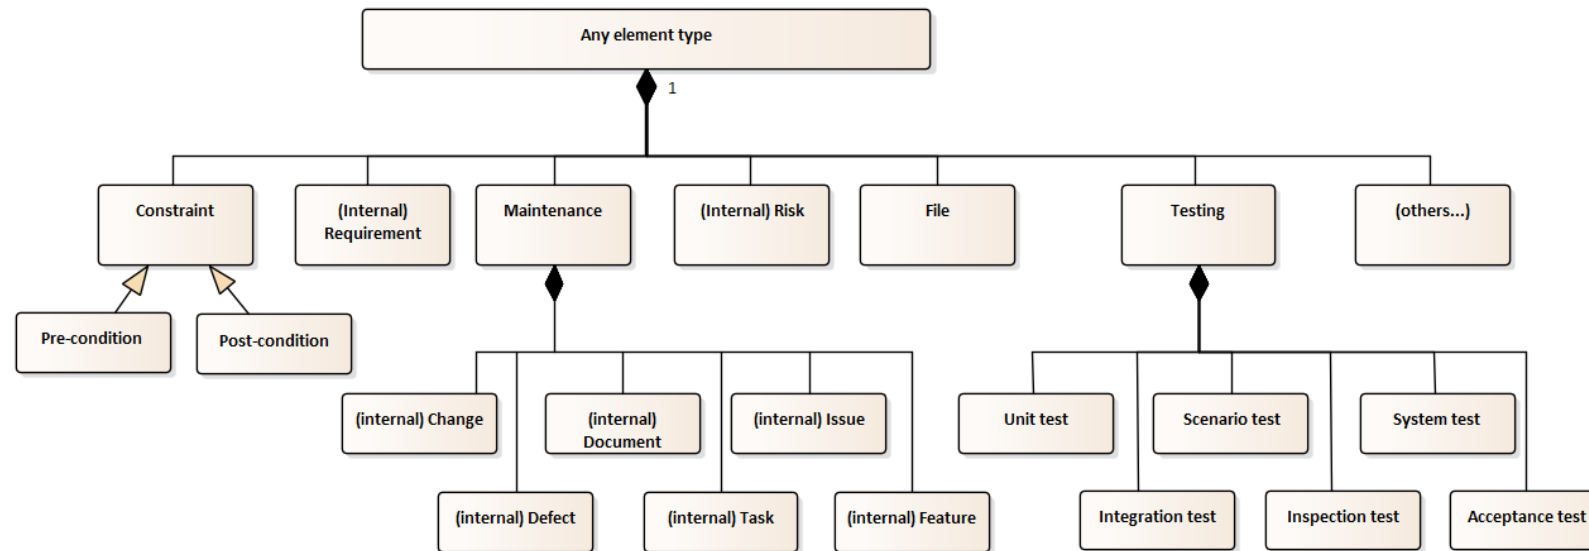 Any element type
1
Constraint
(Internal)
Requirement
Maintenance
(Internal) Risk
File
Testing
(others...)
Pre-condition
Post-condition
(internal) Change
(internal)
Document
(internal) Issue
Unit test
Scenario test
System test
(internal) Defect
(internal) Task
(internal) Feature
Integration test
Inspection test
Acceptance test